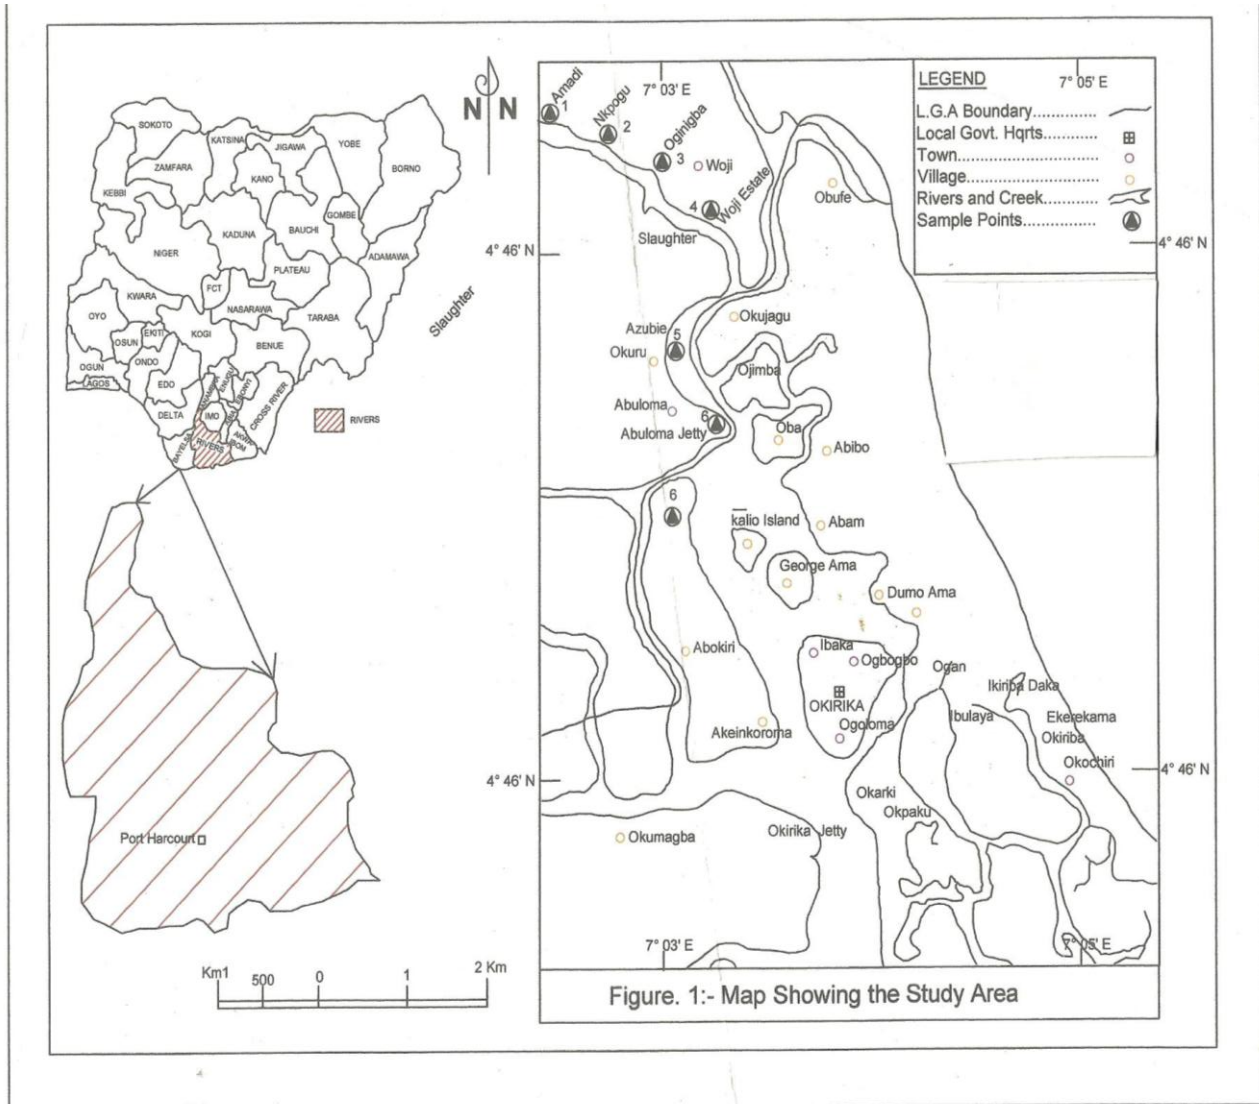 N N
SOKOTO
KATSINA
JIGAWA
YOBE
BORNO
ZAMFARA
KANO
KEBBI
GOMBE
BAUCHI
KADUNA
NIGER
ADAMAWA
PLATEAU
FCT
KWARA
NASARAWA
TARABA
OYO
KOGI
EKITI
OSUN
BENUE
ONDO
OGUN
LAGOS
EDO
ENUGU
EBONYI
CROSS RIVER
DELTA
IMO
BAYELSA
RIVERS
AKWA
IBOM
RIVERS
Slaughter
Port Harcourt
Km1 500 0 1 2 Km
7° 03' E
7° 05' E
LEGEND
L.G.A Boundary..............
Local Govt. Hqrts...........
Town.................................
Village..............................
Rivers and Creek.............
Sample Points.................
Amadi
1
Nkpogu
2
Oginigba
3
Woji
4
Woji Estate
Obufe
Slaughter
4° 46' N
4° 46' N
Okujagu
Azubie
5
Okuru
Ojimba
Abuloma
6
Abuloma Jetty
Oba
Abibo
6
kalio Island
Abam
George Ama
Dumo Ama
Ibaka
Abokiri
Ogbogbo
Ogan
Ikiriba Daka
OKIRIKA
Ibulaya
Ekerekama
Ogoloma
Akeinkoroma
Okiriba
Okochiri
4° 46' N
4° 46' N
Okarki
Okpaku
Okirika Jetty
Okumagba
7° 03' E
7° 05' E
Figure. 1:- Map Showing the Study Area